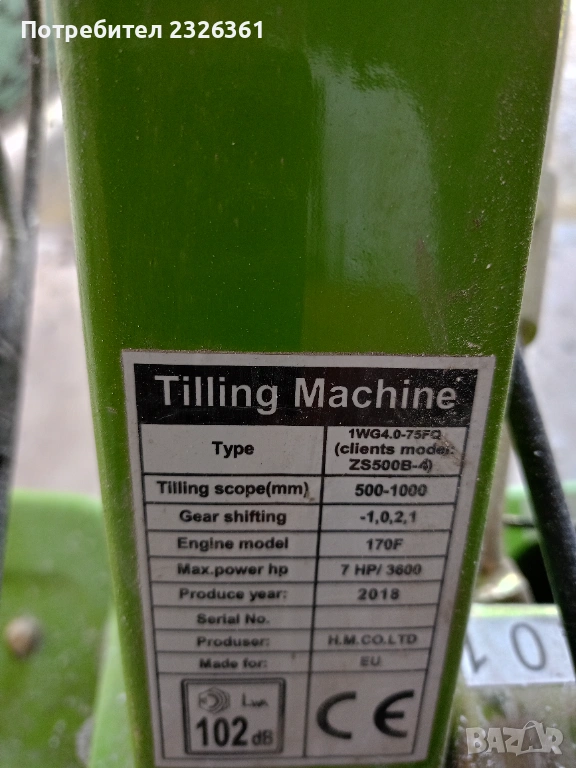 Потребител 2326361
Tilling Machine
Type 1WG4.0-75FQ
(clients model:
ZS500B-4)
Tilling scope(mm) 500-1000
Gear shifting -1,0,2,1
Engine model 170F
Max.power hp 7 HP/ 3600
Produce year: 2018
Serial No.
Produser: H.M.CO.LTD
Made for: EU
LWA
102 dB CE
0 1
BAZAR